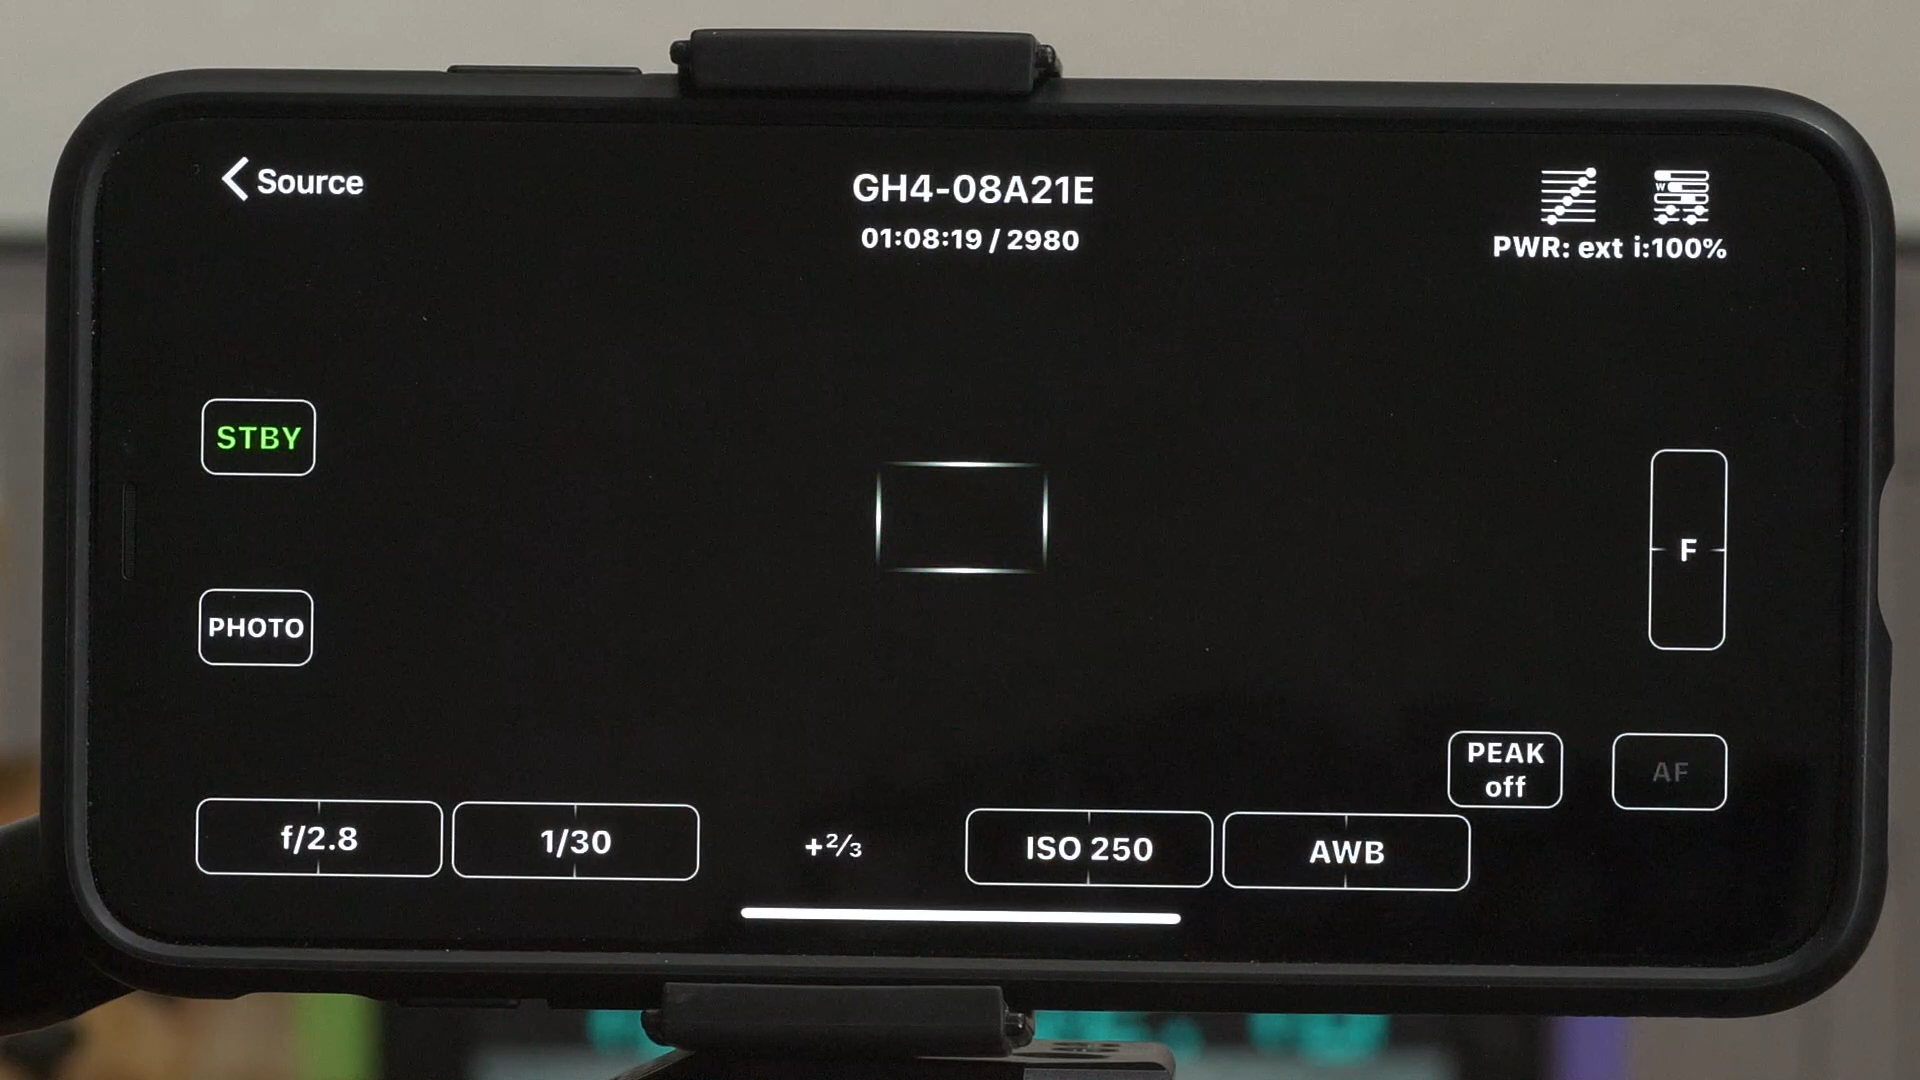 Source
GH4-08A21E
01:08:19 / 2980
W
PWR: ext i:100%
STBY
F
PHOTO
PEAK
off
AF
f/2.8
1/30
+⅔
ISO 250
AWB